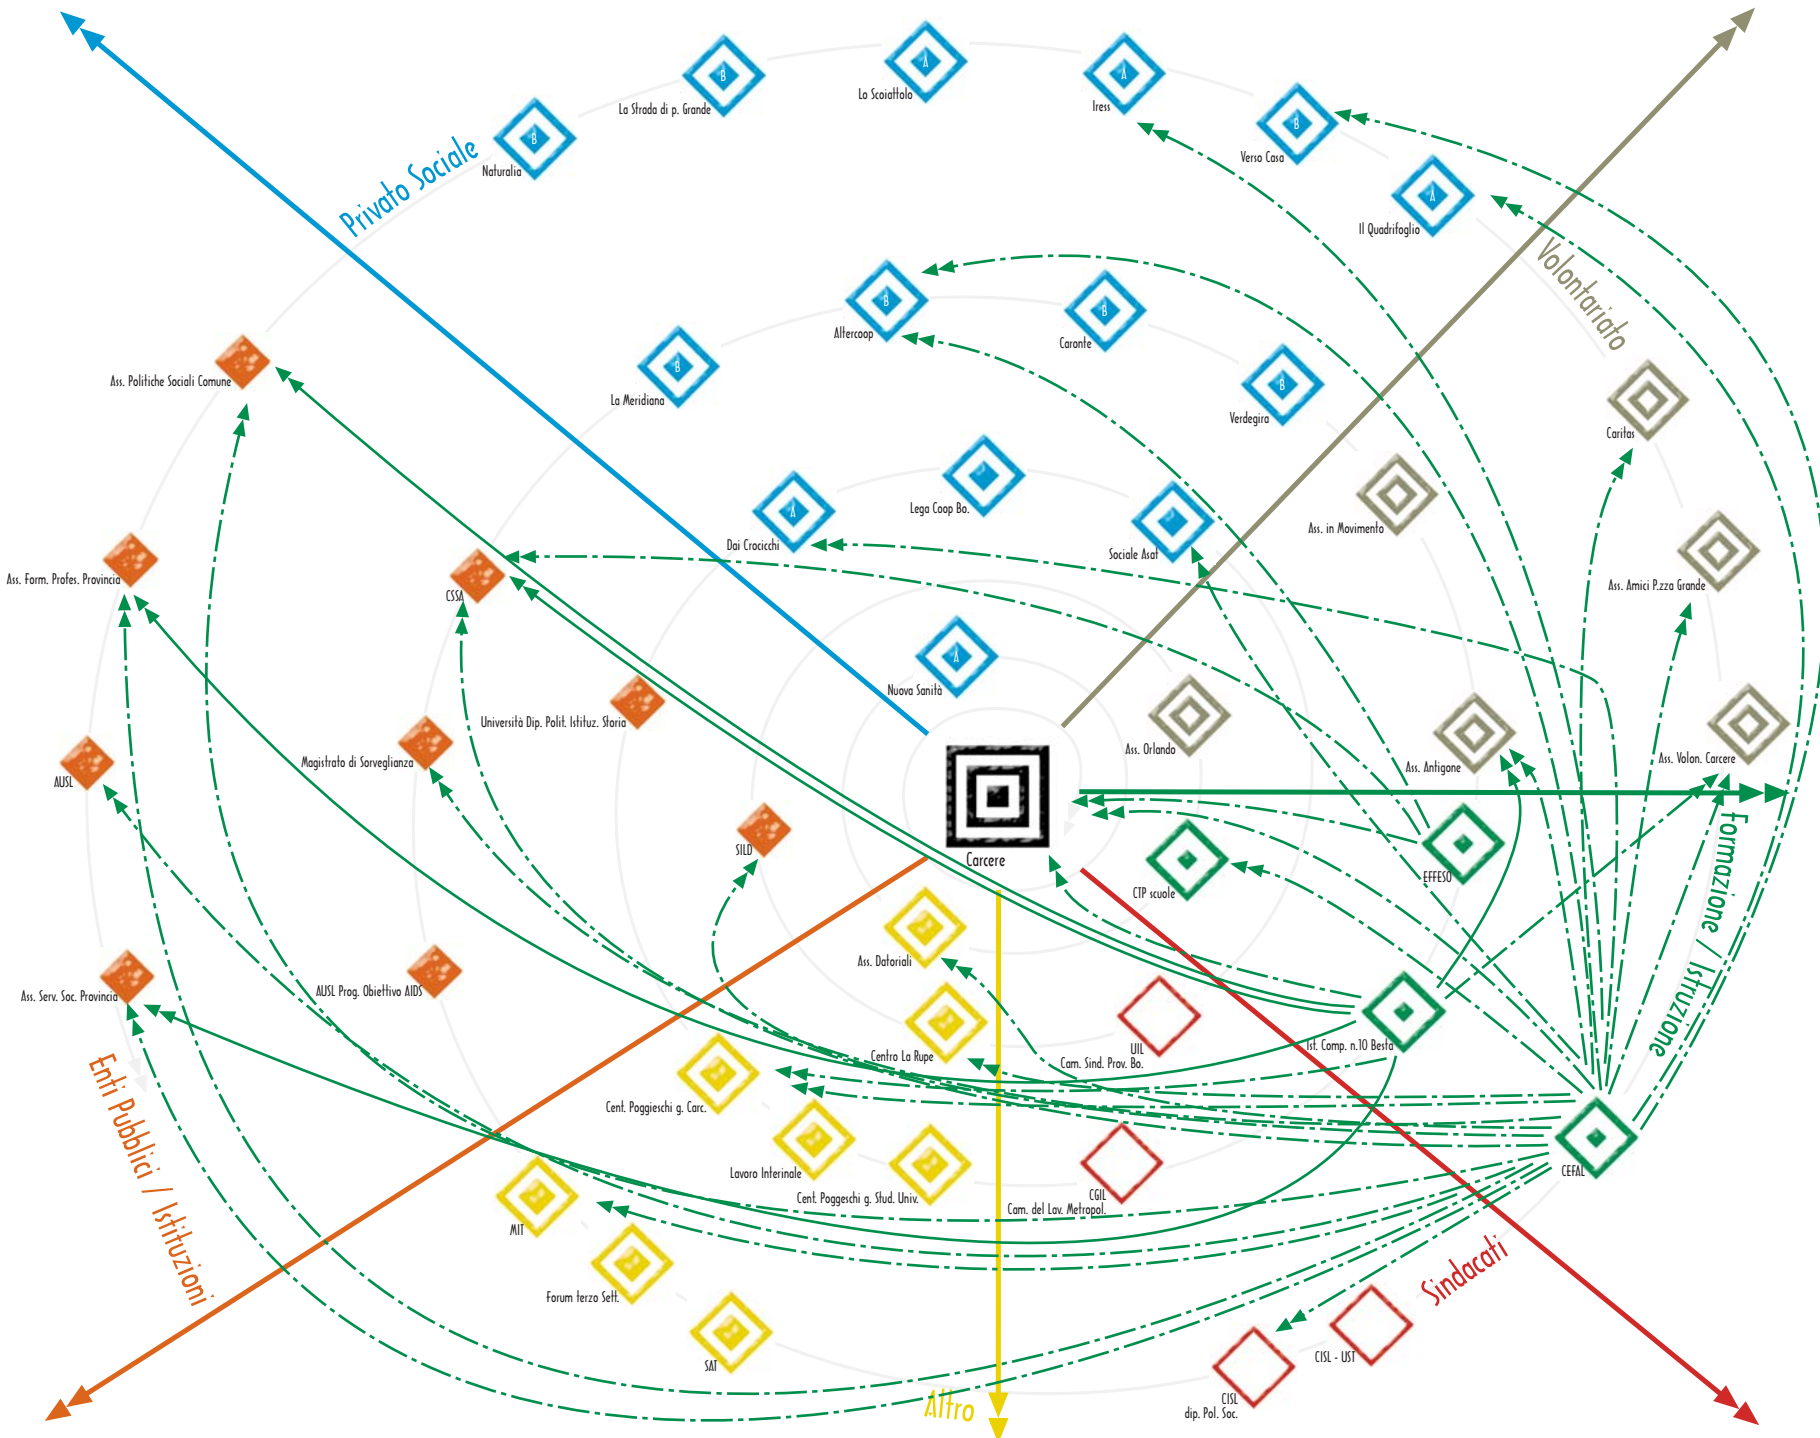 B
La Strada di p. Grande
A
Lo Scoiattolo
A
Iress
B
Verso Casa
B
Naturalia
A
Il Quadrifoglio
Privato Sociale
Volontariato
B
Altercoop
B
Caronte
B
La Meridiana
B
Verdegira
Ass. Politiche Sociali Comune
Caritas
Lega Coop Bo.
A
Dai Crocicchi
Sociale Asat
Ass. in Movimento
Ass. Form. Profes. Provincia
CSSA
Ass. Amici P.zza Grande
A
Nuova Sanità
Università Dip. Polit. Istituz. Storia
Magistrato di Sorveglianza
Ass. Orlando
Ass. Antigone
Ass. Volon. Carcere
AUSL
SILD
Carcere
CTP scuole
EFFESO
Formazione / Istruzione
Ass. Datoriali
Ass. Serv. Soc. Provincia
AUSL Prog. Obiettivo AIDS
Centro La Rupe
UIL
Cam. Sind. Prov. Bo.
Ist. Comp. n.10 Besta
Enti Pubblici / Istituzioni
Cent. Poggieschi g. Carc.
Lavoro Interinale
Cent. Poggeschi g. Stud. Univ.
CGIL
Cam. del Lav. Metropol.
CEFAL
MIT
Forum terzo Sett.
SAT
Sindacati
CISL - UST
CISL
dip. Pol. Soc.
Altro